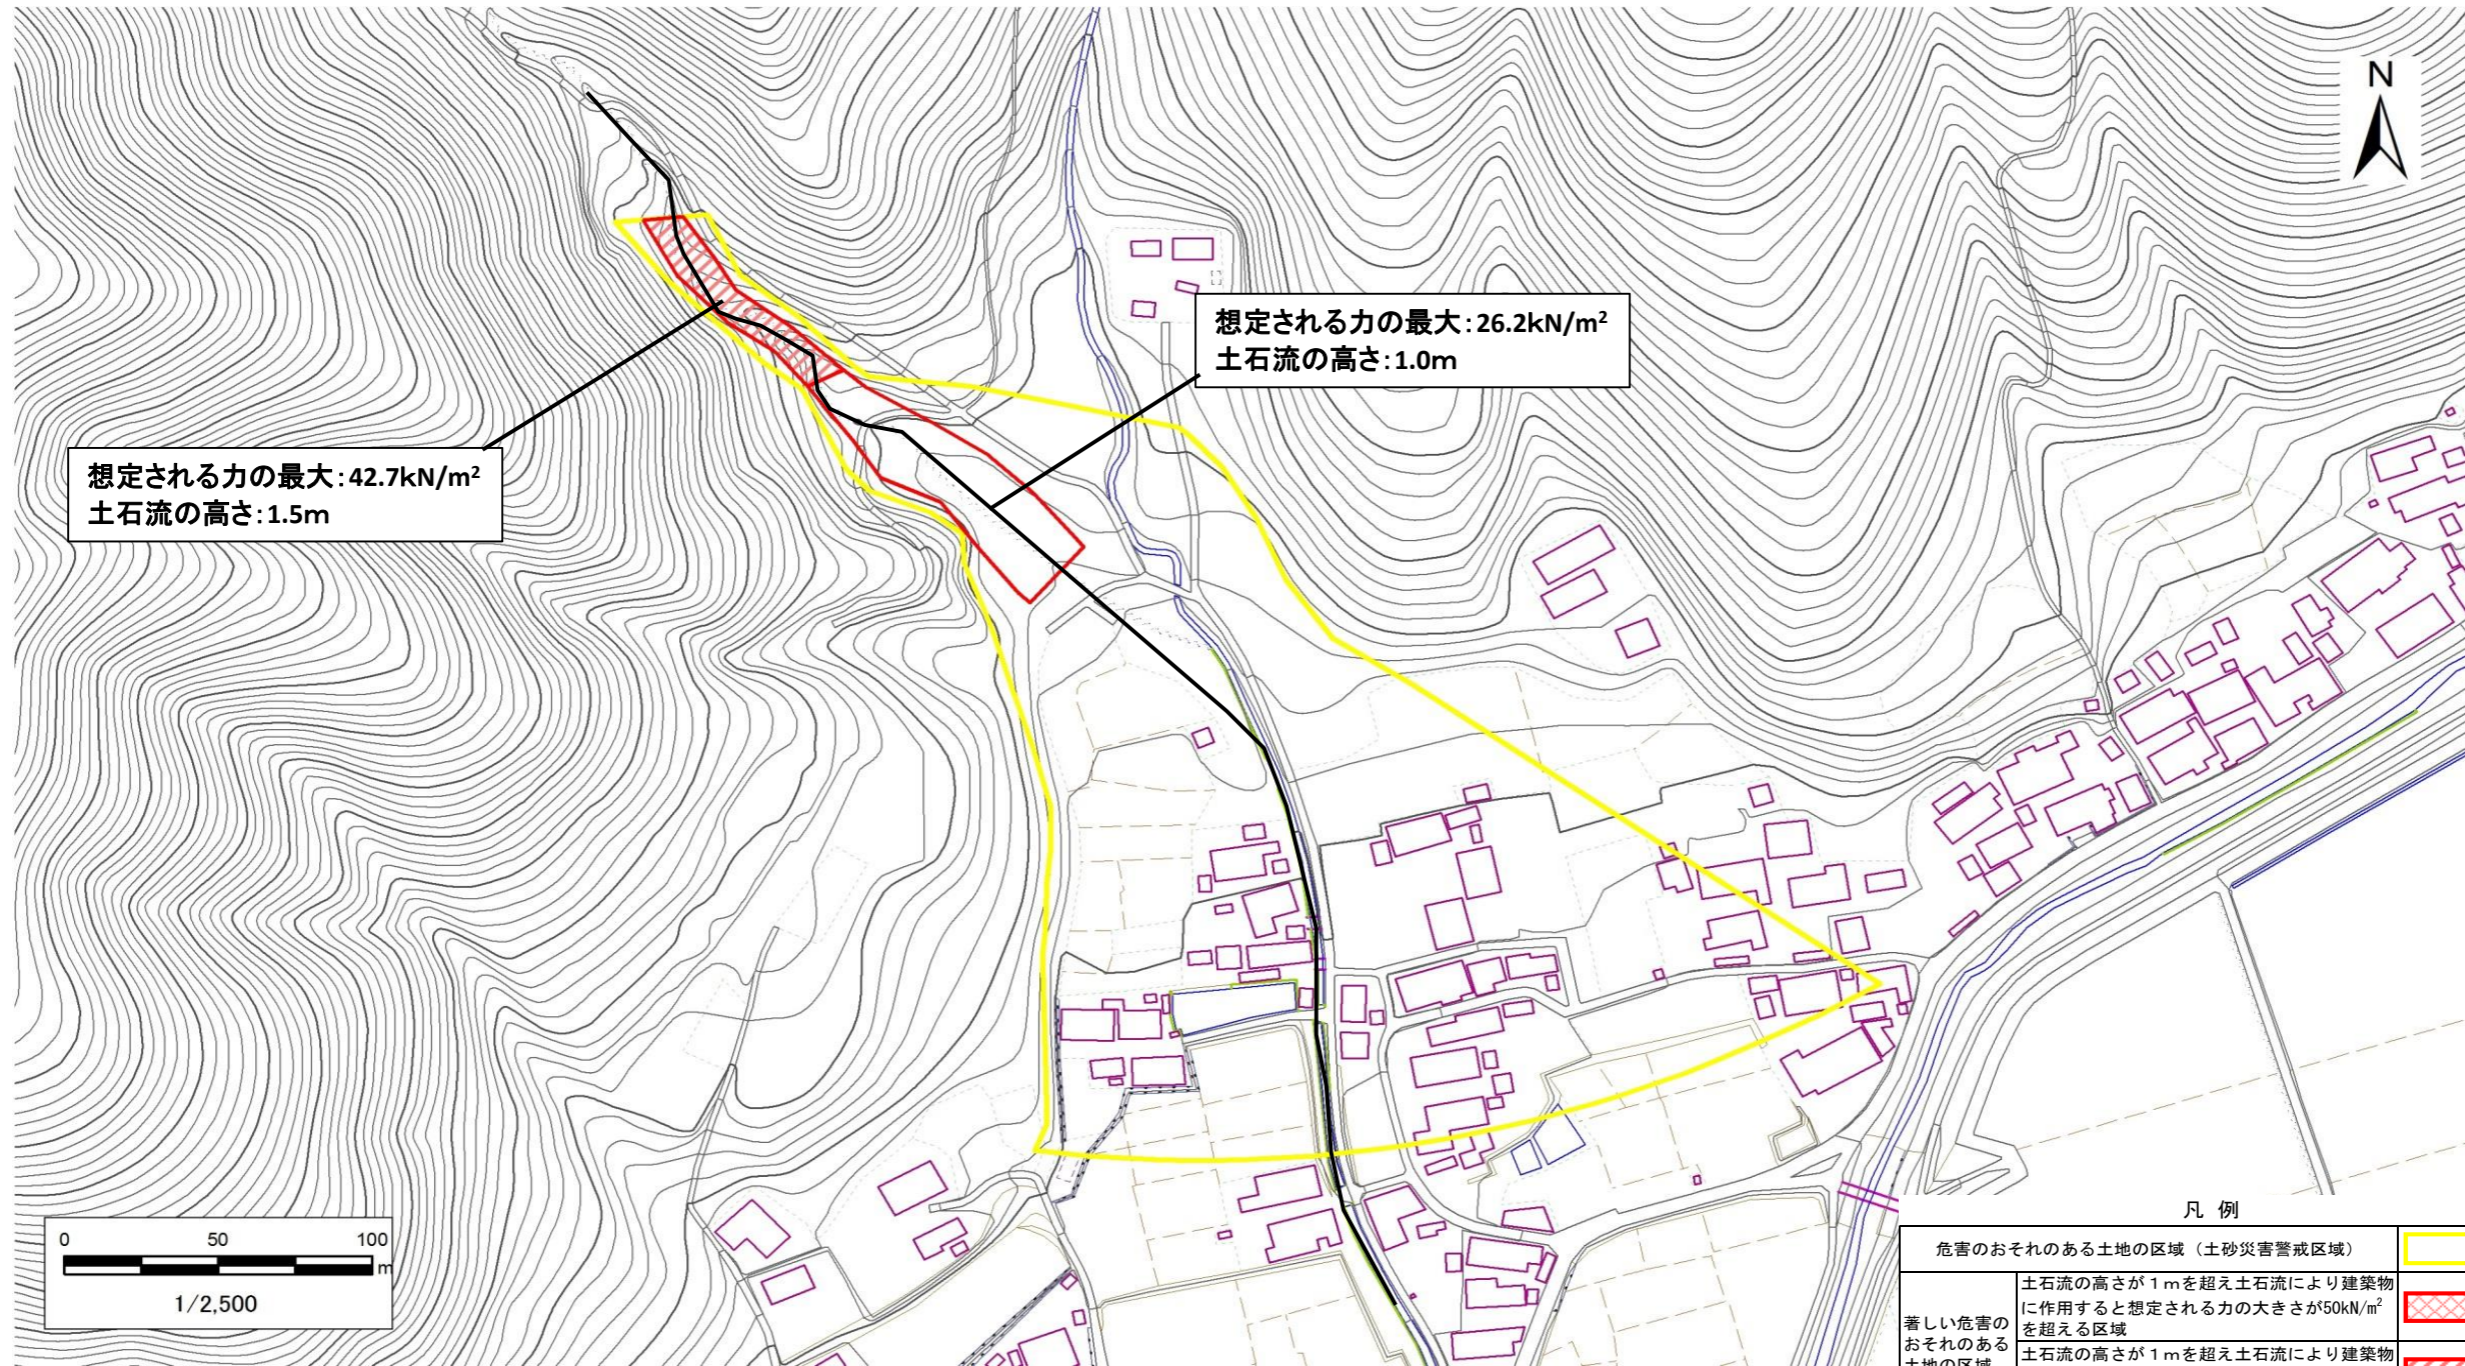 N
想定される力の最大：26.2kN/m²
土石流の高さ：1.0m
想定される力の最大：42.7kN/m²
土石流の高さ：1.5m
0 50 100
m
1/2,500
凡 例
危害のおそれのある土地の区域（土砂災害警戒区域）
著しい危害の
おそれのある
土地の区域
土石流の高さが１ｍを超え土石流により建築物
に作用すると想定される力の大きさが50kN/m²
を超える区域
土石流の高さが１ｍを超え土石流により建築物